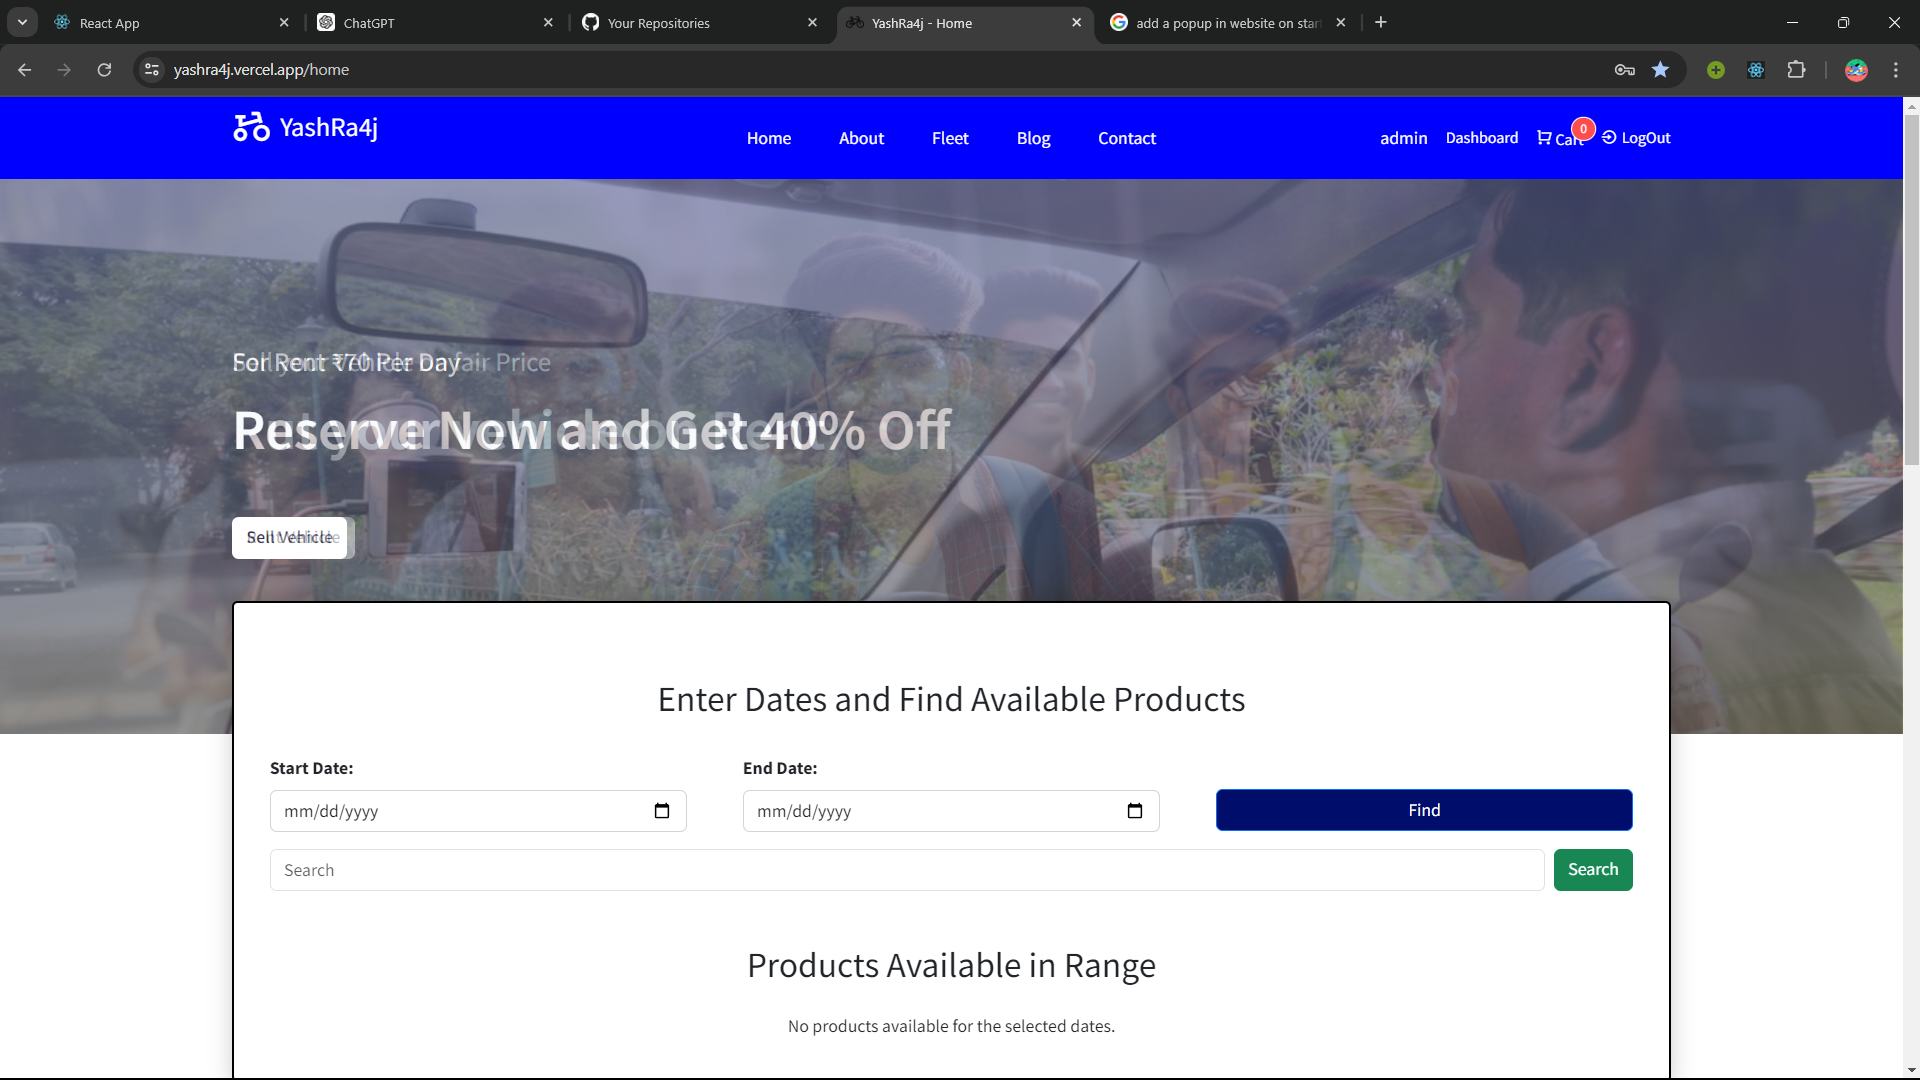 React App
ChatGPT
Your Repositories
YashRa4j - Home
add a popup in website on star
yashra4j.vercel.app/home
YashRa4j
Home About Fleet Blog Contact
admin Dashboard Cart 0 LogOut
For Rent ₹70 Per Day
Reserve Now and Get 40% Off
Sell Vehicle
Enter Dates and Find Available Products
Start Date: End Date:
mm/dd/yyyy mm/dd/yyyy Find
Search Search
Products Available in Range
No products available for the selected dates.